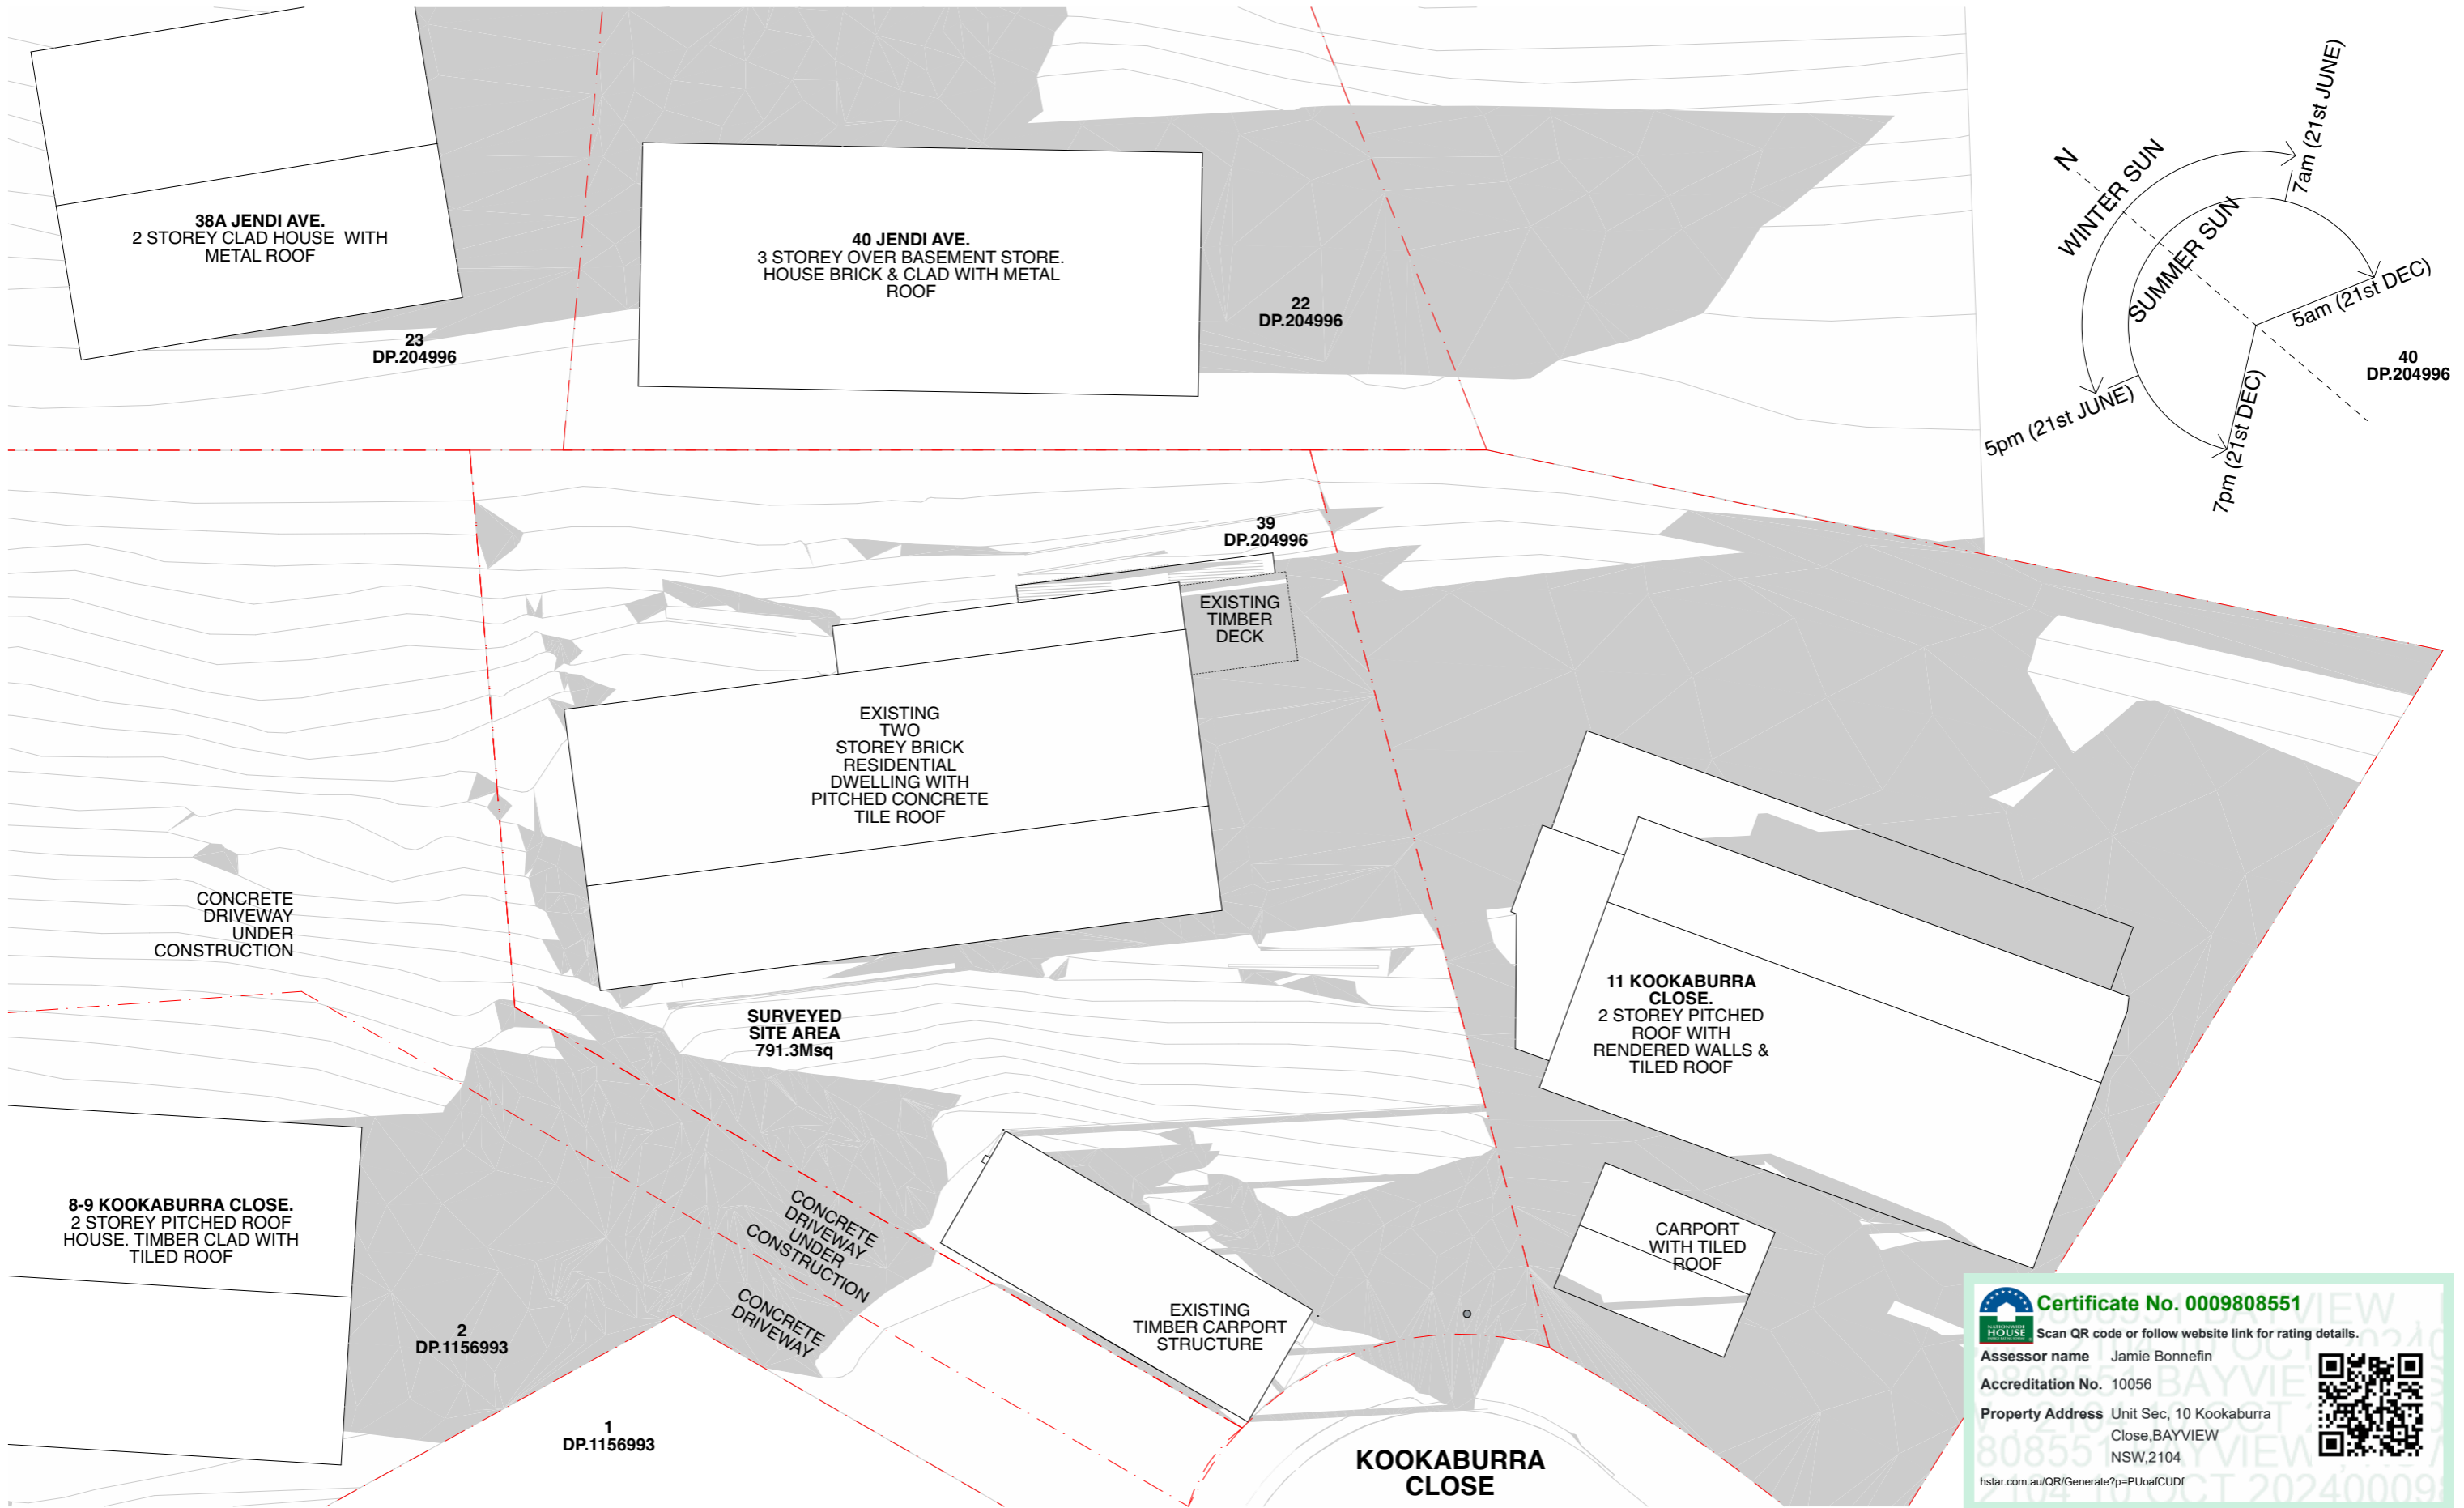 38A JENDI AVE.
2 STOREY CLAD HOUSE WITH
METAL ROOF
40 JENDI AVE.
3 STOREY OVER BASEMENT STORE.
HOUSE BRICK & CLAD WITH METAL
ROOF
22
DP.204996
23
DP.204996
N
WINTER SUN
SUMMER SUN
7am (21st JUNE)
5am (21st DEC)
5pm (21st JUNE)
7pm (21st DEC)
40
DP.204996
39
DP.204996
EXISTING
TIMBER
DECK
EXISTING
TWO
STOREY BRICK
RESIDENTIAL
DWELLING WITH
PITCHED CONCRETE
TILE ROOF
CONCRETE
DRIVEWAY
UNDER
CONSTRUCTION
SURVEYED
SITE AREA
791.3Msq
11 KOOKABURRA
CLOSE.
2 STOREY PITCHED
ROOF WITH
RENDERED WALLS &
TILED ROOF
8-9 KOOKABURRA CLOSE.
2 STOREY PITCHED ROOF
HOUSE. TIMBER CLAD WITH
TILED ROOF
CONCRETE
DRIVEWAY
UNDER
CONSTRUCTION
CONCRETE
DRIVEWAY
CARPORT
WITH TILED
ROOF
EXISTING
TIMBER CARPORT
STRUCTURE
2
DP.1156993
1
DP.1156993
KOOKABURRA
CLOSE
NATIONWIDE
HOUSE
Certificate No. 0009808551
Scan QR code or follow website link for rating details.
Assessor name Jamie Bonnefin
Accreditation No. 10056
Property Address Unit Sec, 10 Kookaburra
Close,BAYVIEW
NSW,2104
hstar.com.au/QR/Generate?p=PUoafCUDf